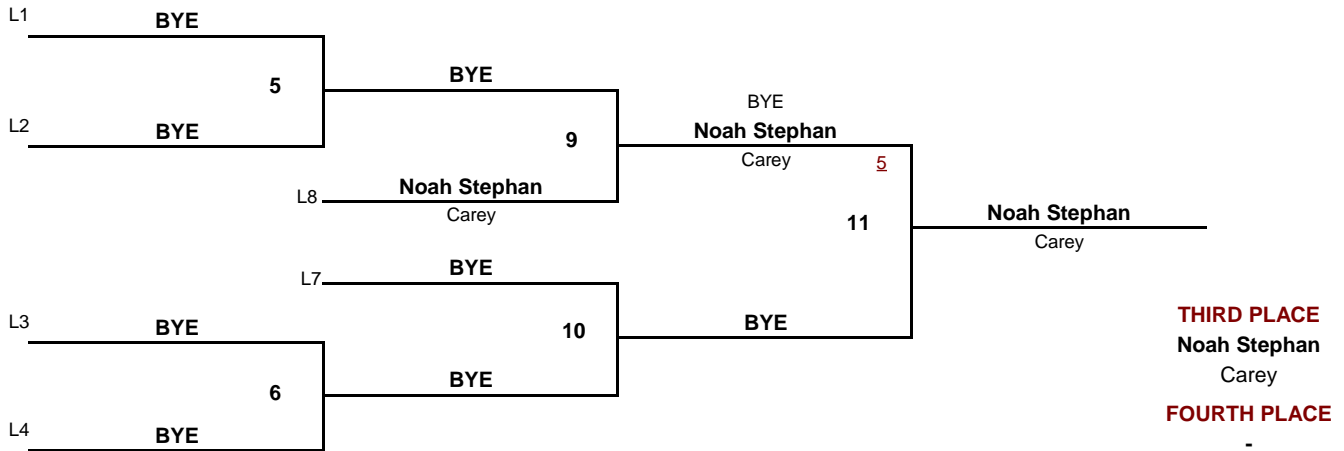 L1
BYE
5
BYE
L2
BYE
BYE
9
Noah Stephan
Carey
5
L8
Noah Stephan
Carey
11
Noah Stephan
Carey
L7
BYE
L3
BYE
10
BYE
6
BYE
L4
BYE
THIRD PLACE
Noah Stephan
Carey
FOURTH PLACE
-